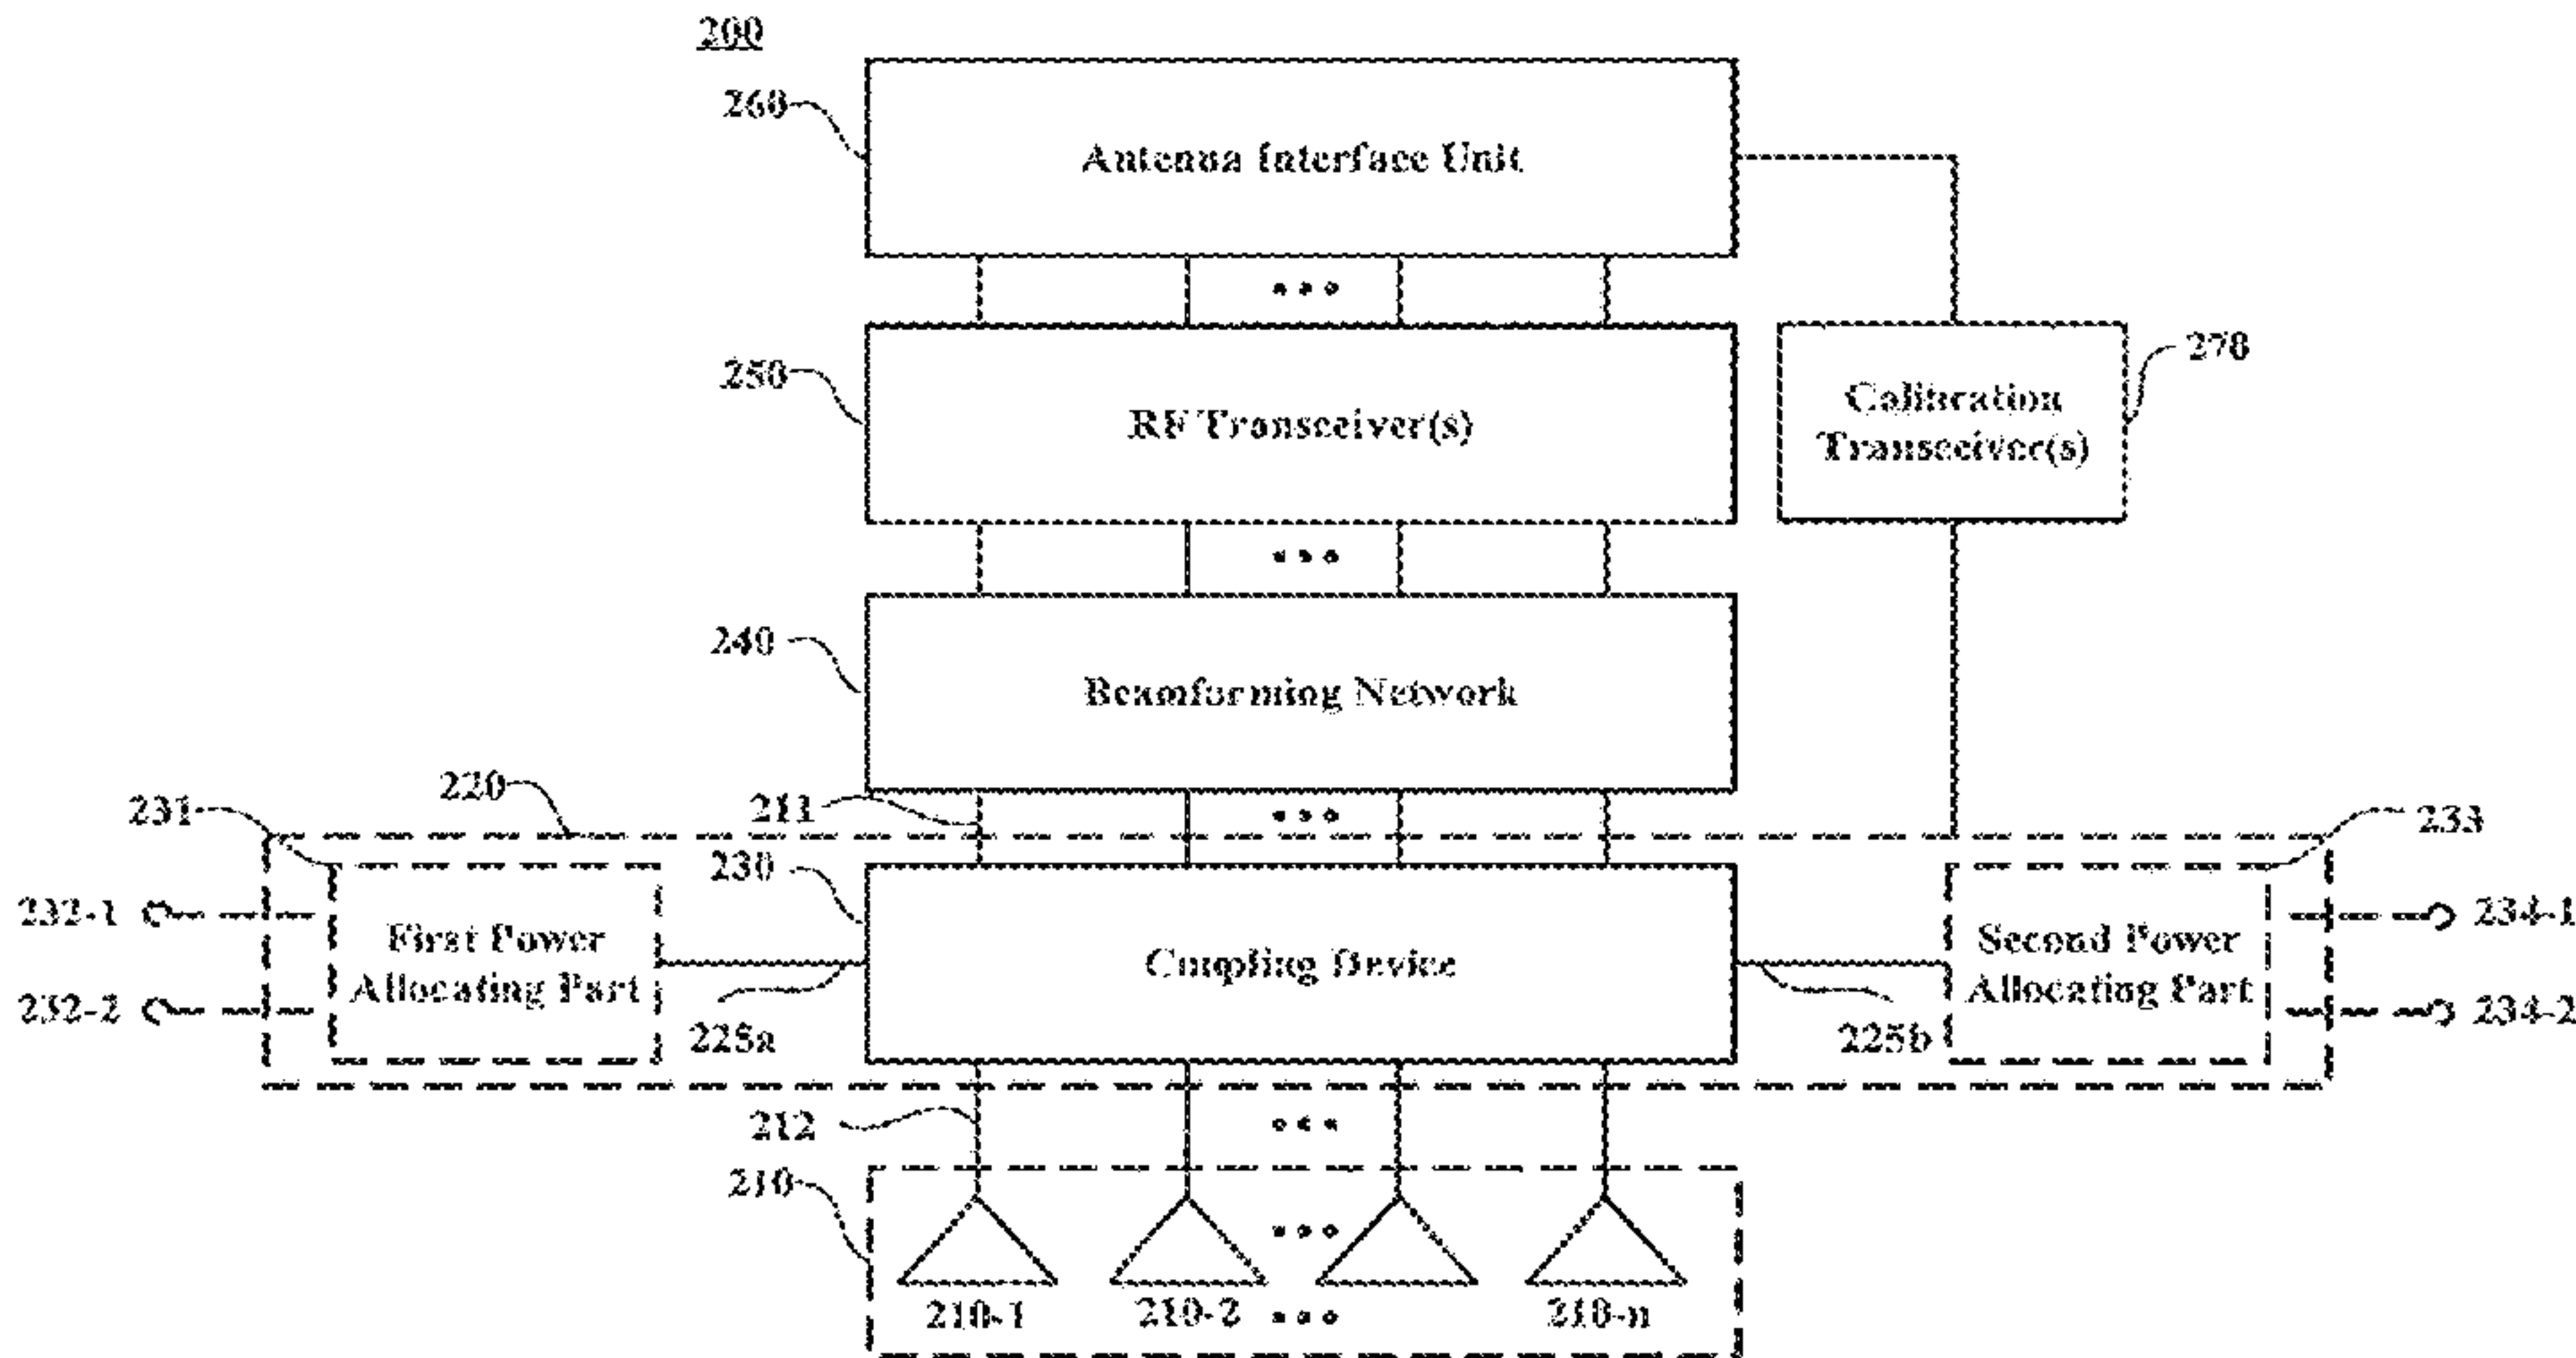 200
260
Antenna Interface Unit
250
RF Transceiver(s)
270
Calibration
Transceiver(s)
240
Beamforming Network
220
231
211
233
230
232-1
First Power
Allocating Part
232-2
Coupling Device
225a
225b
Second Power
Allocating Part
234-1
234-2
212
210
210-1
210-2
210-n